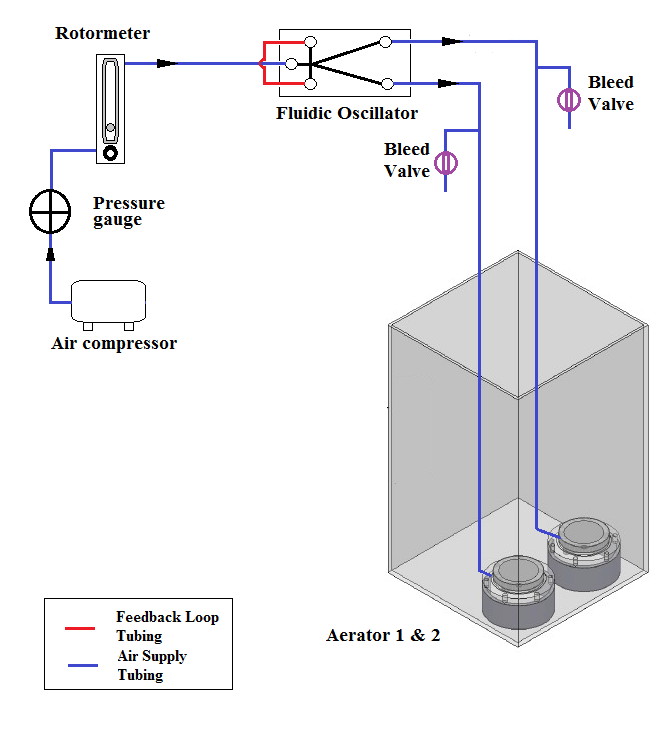 Rotormeter
Fluidic Oscillator
Bleed
Valve
Bleed
Valve
Pressure
gauge
Air compressor
Aerator 1 & 2
Feedback Loop
Tubing
Air Supply
Tubing